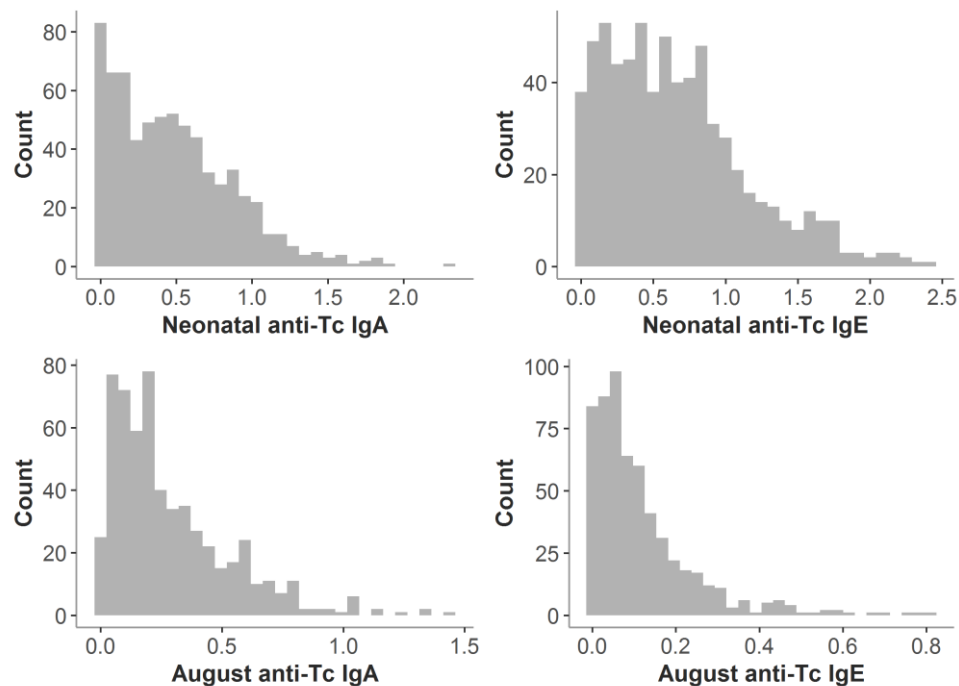 80
60
40
20
0
Count
0.0 0.5 1.0 1.5 2.0
Neonatal anti-Tc IgA
40
20
0
Count
0.0 0.5 1.0 1.5 2.0 2.5
Neonatal anti-Tc IgE
80
60
40
20
0
Count
0.0 0.5 1.0 1.5
August anti-Tc IgA
100
75
50
25
0
Count
0.0 0.2 0.4 0.6 0.8
August anti-Tc IgE